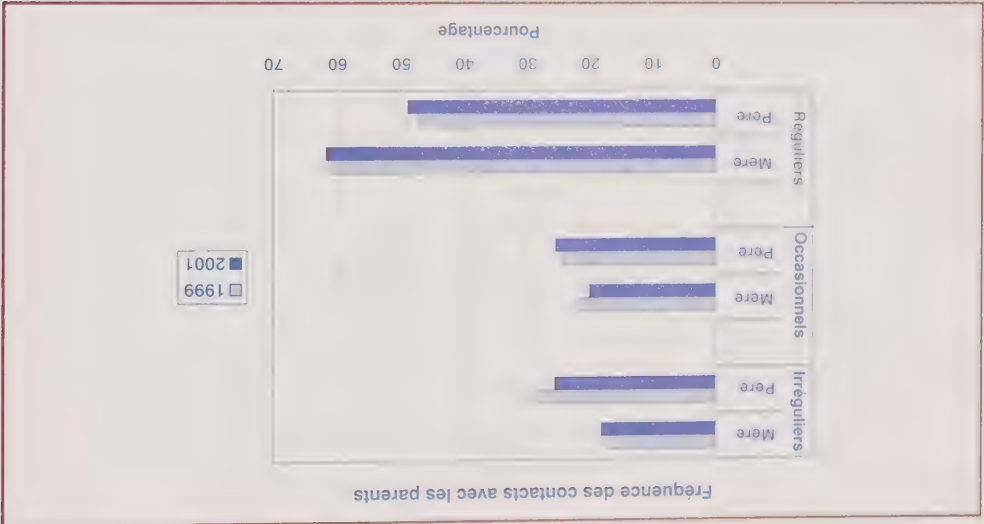 Fréquence des contacts avec les parents
Irréguliers
Mere
Pere
Occasionnels
Mere
Pere
Réguliers
Mere
Pere
0 10 20 30 40 50 60 70
Pourcentage
1999
2001